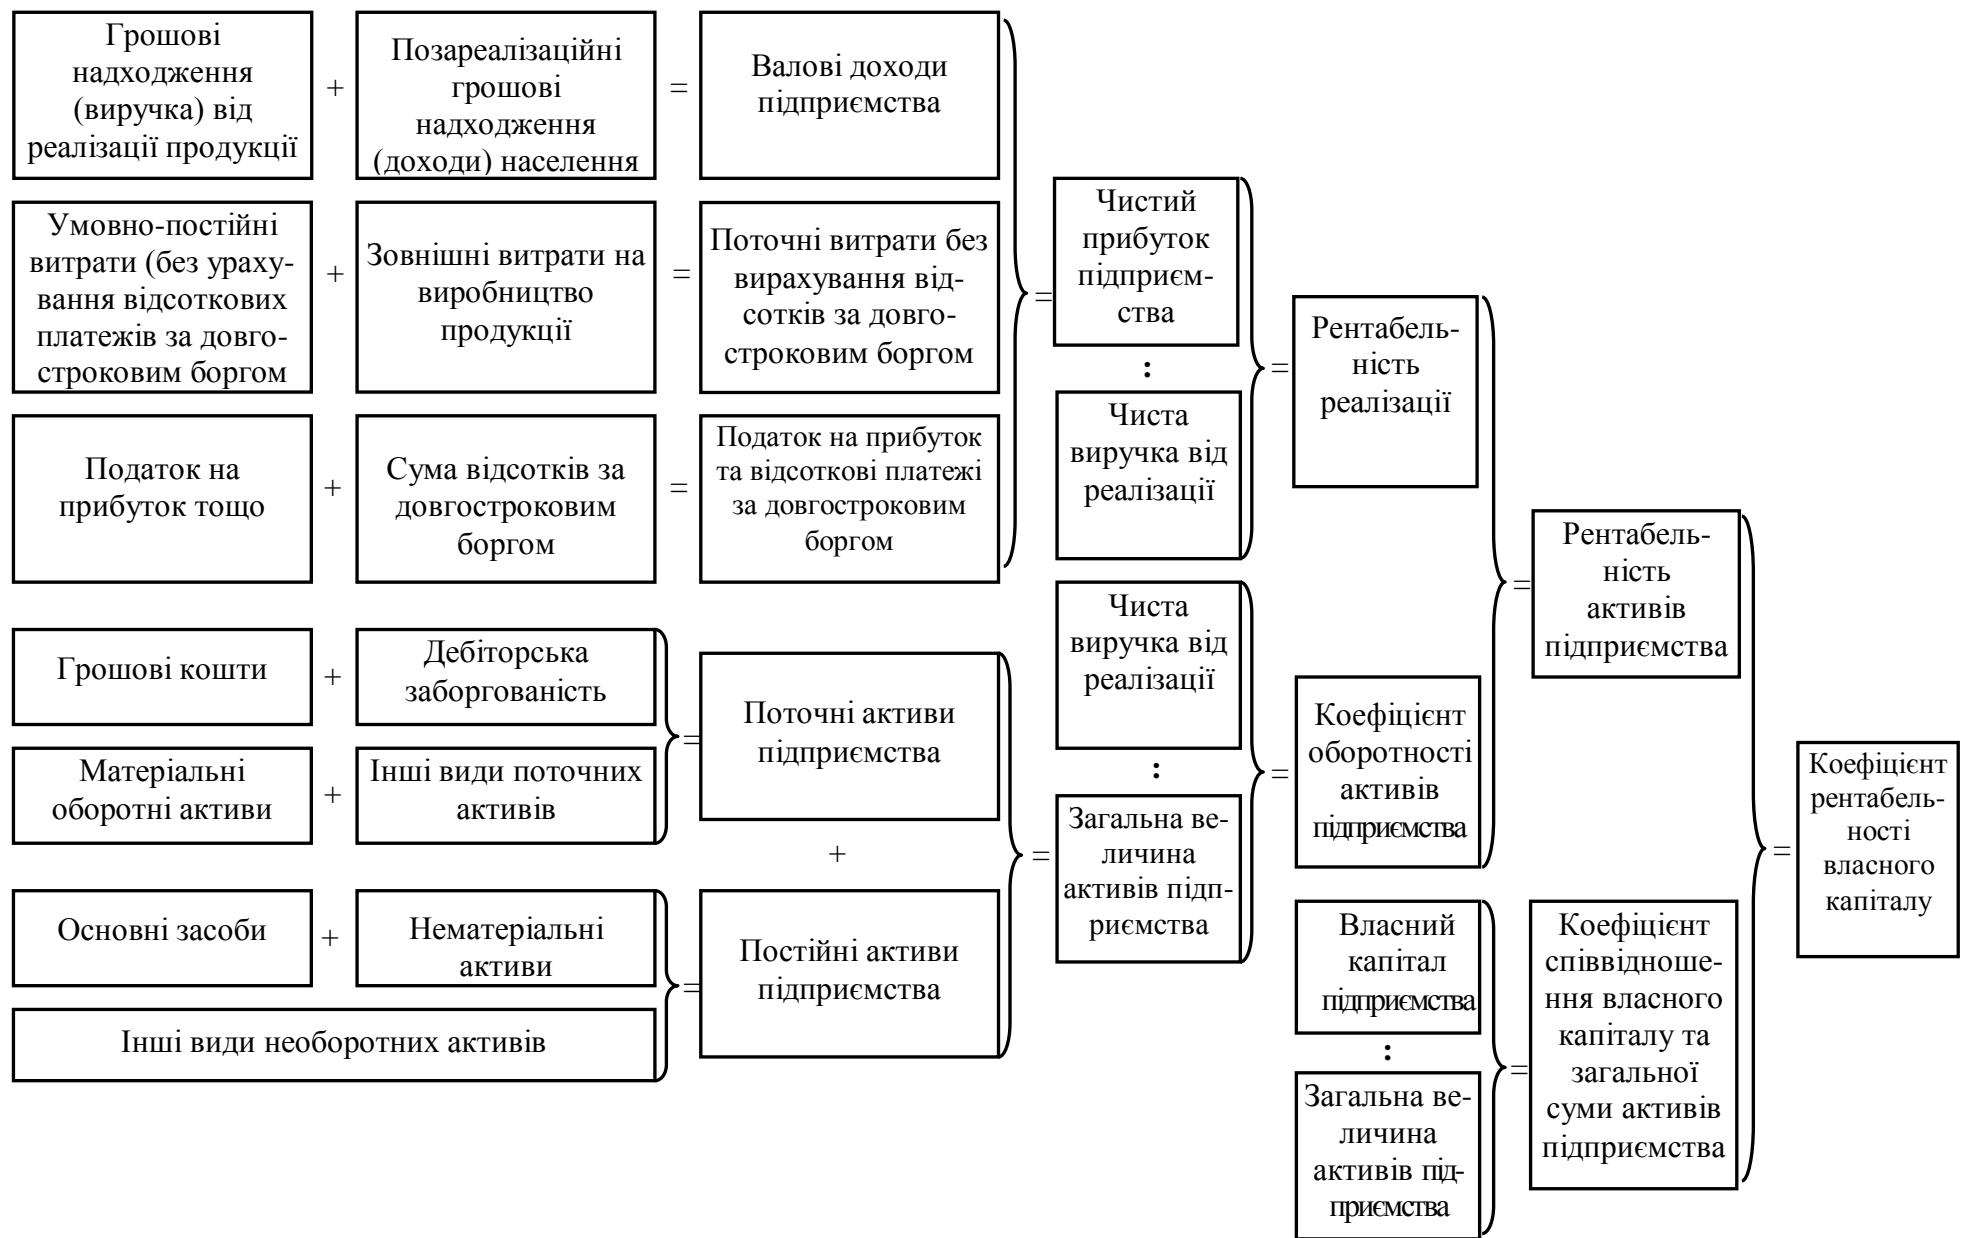 Грошові
надходження
(виручка) від
реалізації продукції
+
Позареалізаційні
грошові
надходження
(доходи) населення
=
Валові доходи
підприємства
Умовно-постійні
витрати (без ураху-
вання відсоткових
платежів за довго-
строковим боргом
+
Зовнішні витрати на
виробництво
продукції
=
Поточні витрати без
вирахування від-
сотків за довго-
строковим боргом
Податок на
прибуток тощо
+
Сума відсотків за
довгостроковим
боргом
=
Податок на прибуток
та відсоткові платежі
за довгостроковим
боргом
=
Чистий
прибуток
підприєм-
ства
:
Чиста
виручка від
реалізації
=
Рентабель-
ність
реалізації
Грошові кошти
+
Дебіторська
заборгованість
Матеріальні
оборотні активи
+
Інші види поточних
активів
=
Поточні активи
підприємства
+
Основні засоби
+
Нематеріальні
активи
Інші види необоротних активів
=
Постійні активи
підприємства
=
Чиста
виручка від
реалізації
:
Загальна ве-
личина
активів підп-
риємства
=
Коефіцієнт
оборотності
активів
підприємства
=
Рентабель-
ність
активів
підприємства
Власний
капітал
підприємства
:
Загальна ве-
личина
активів під-
приємства
=
Коефіцієнт
співвідноше-
ння власного
капіталу та
загальної
суми активів
підприємства
=
Коефіцієнт
рентабель-
ності
власного
капіталу